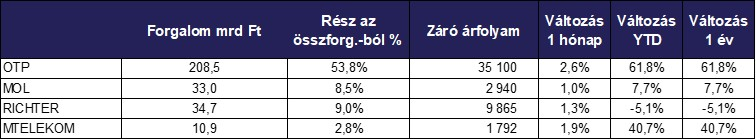 Forgalom mrd Ft Rész az összforg.-ból % Záró árfolyam Változás 1 hónap Változás YTD Változás 1 év
OTP 208,5 53,8% 35 100 2,6% 61,8% 61,8%
MOL 33,0 8,5% 2 940 1,0% 7,7% 7,7%
RICHTER 34,7 9,0% 9 865 1,3% -5,1% -5,1%
MTELEKOM 10,9 2,8% 1 792 1,9% 40,7% 40,7%